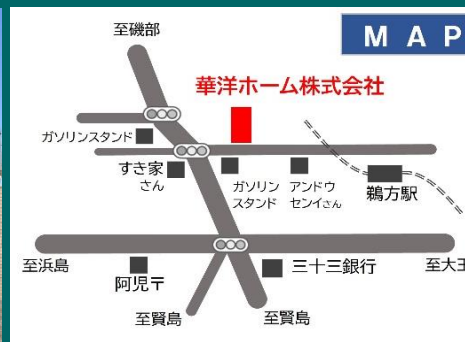 至磯部
MAP
華洋ホーム株式会社
ガソリンスタンド
すき家
さん
ガソリン
スタンド
アンドウ
センイさん
鵜方駅
至浜島
阿児〒
三十三銀行
至大王
至賢島
至賢島